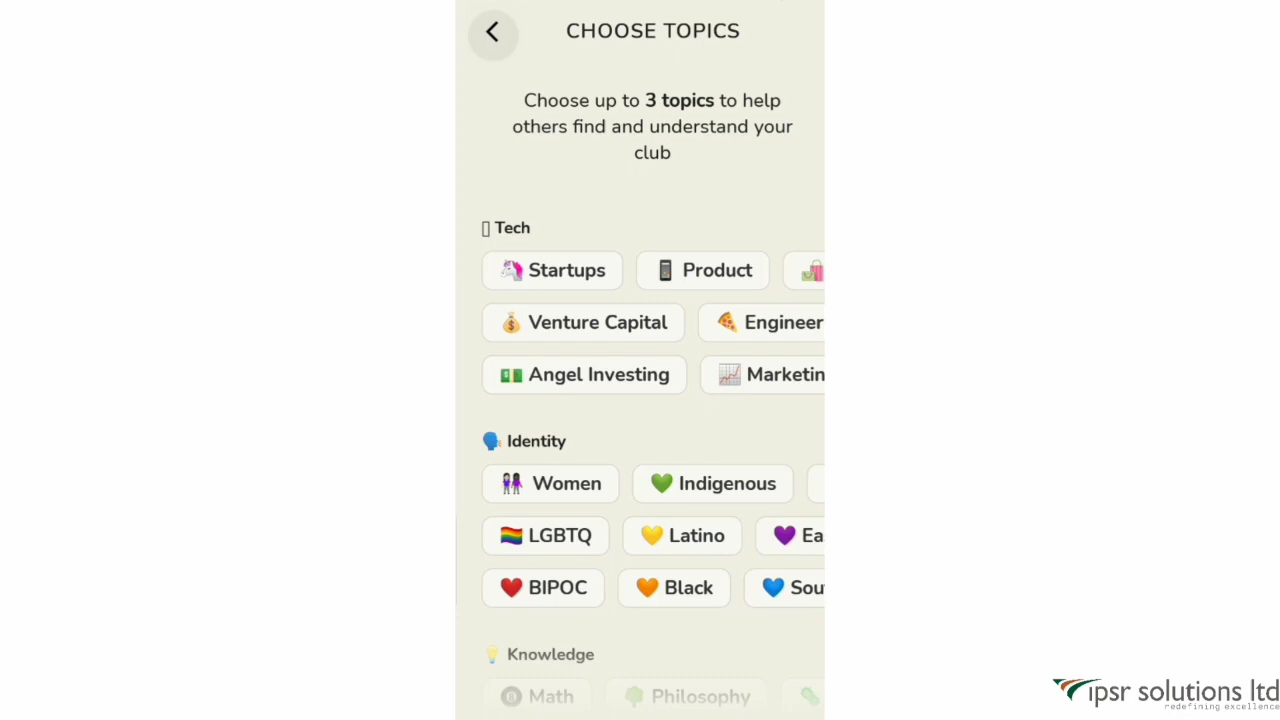 CHOOSE TOPICS
Choose up to 3 topics to help
others find and understand your
club
Tech
Startups Product
Venture Capital Engineer
Angel Investing Marketin
Identity
Women Indigenous
LGBTQ Latino Ea
BIPOC Black Sou
Knowledge
Math Philosophy
ipsr solutions ltd
redefining excellence